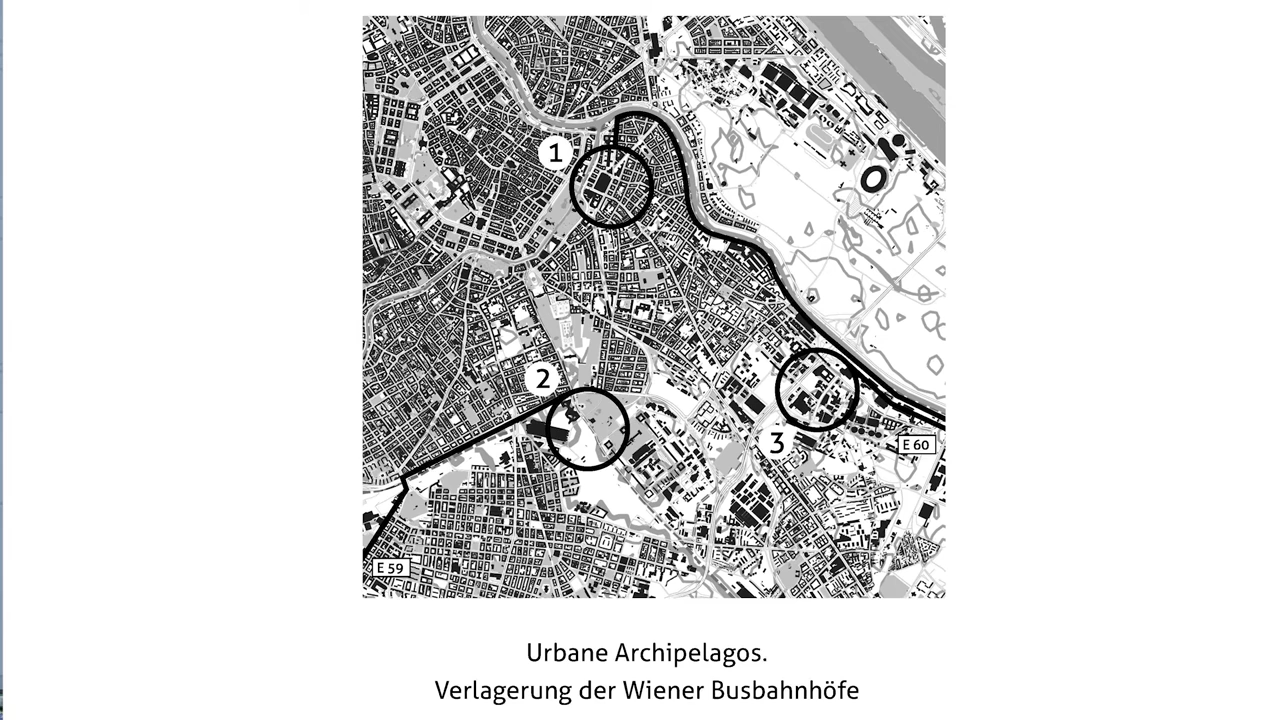 1
2
3
E 60
E 59
Urbane Archipelagos.
Verlagerung der Wiener Busbahnhöfe